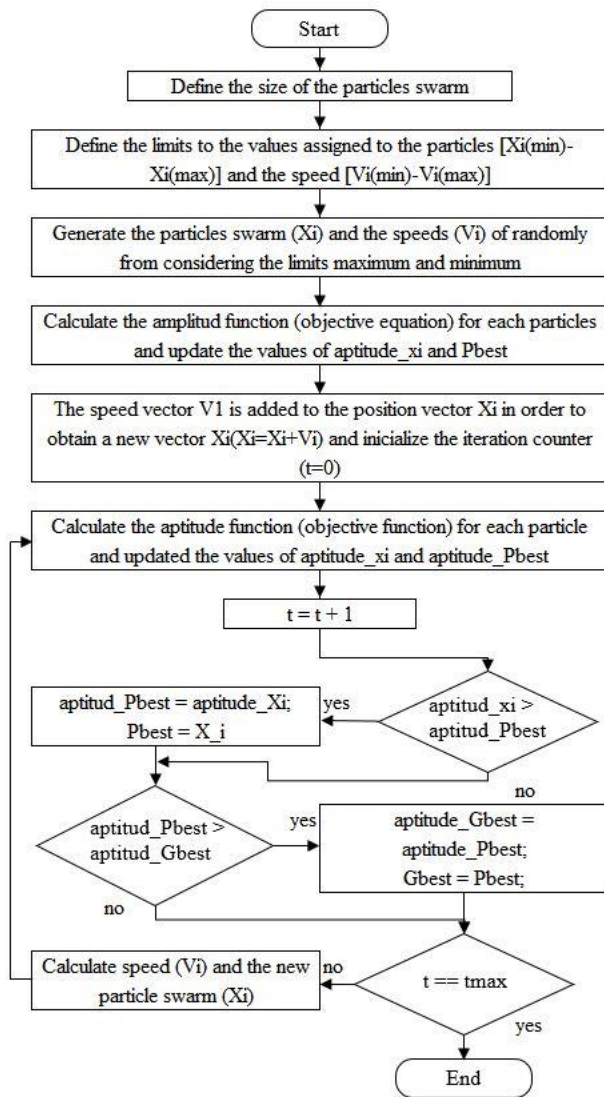 Start
Define the size of the particles swarm
Define the limits to the values assigned to the particles [Xi(min)-
Xi(max)] and the speed [Vi(min)-Vi(max)]
Generate the particles swarm (Xi) and the speeds (Vi) of randomly
from considering the limits maximum and minimum
Calculate the amplitud function (objective equation) for each particles
and update the values of aptitude_xi and Pbest
The speed vector V1 is added to the position vector Xi in order to
obtain a new vector Xi(Xi=Xi+Vi) and inicialize the iteration counter
(t=0)
Calculate the aptitude function (objective function) for each particle
and updated the values of aptitude_xi and aptitude_Pbest
t = t + 1
aptitud_xi >
aptitud_Pbest
yes
aptitud_Pbest = aptitude_Xi;
Pbest = X_i
no
aptitud_Pbest >
aptitud_Gbest
yes
aptitude_Gbest =
aptitude_Pbest;
Gbest = Pbest;
no
t == tmax
no
Calculate speed (Vi) and the new
particle swarm (Xi)
yes
End